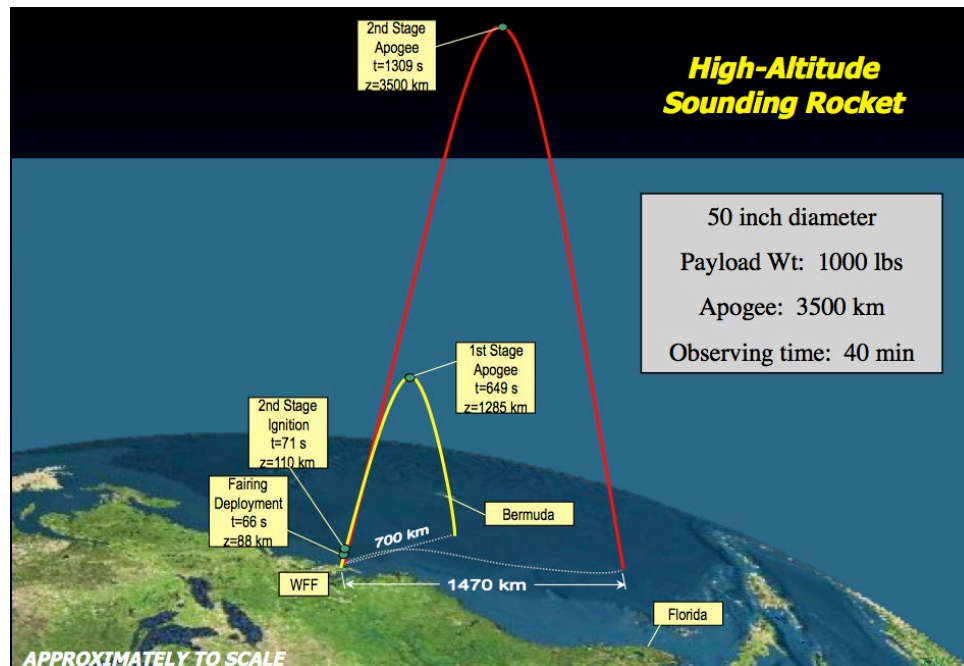 2nd Stage
Apogee
t=1309 s
z=3500 km
High-Altitude
Sounding Rocket
50 inch diameter
Payload Wt: 1000 lbs
Apogee: 3500 km
Observing time: 40 min
1st Stage
Apogee
t=649 s
z=1285 km
2nd Stage
Ignition
t=71 s
z=110 km
Fairing
Deployment
t=66 s
z=88 km
Bermuda
700 km
WFF
1470 km
Florida
APPROXIMATELY TO SCALE